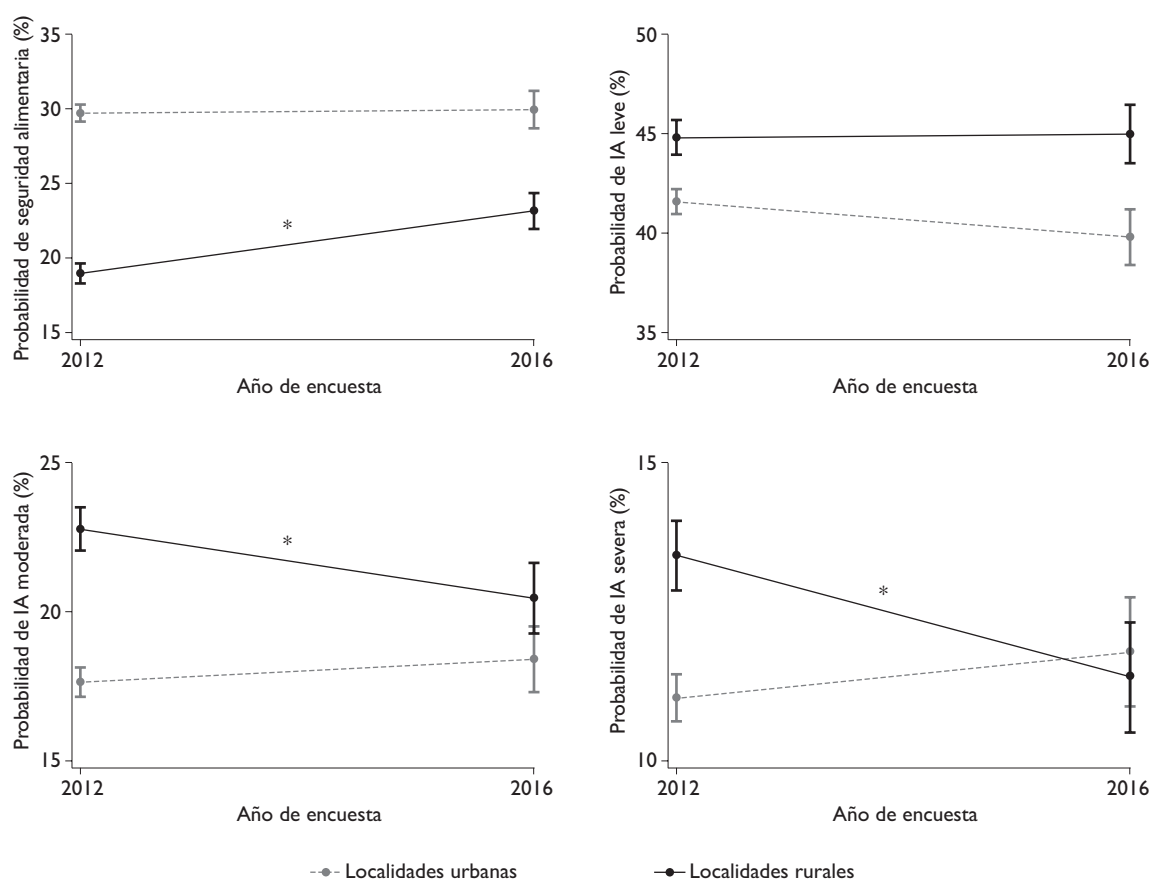 Probabilidad de seguridad alimentaria (%)
35
30
25
20
15
*
2012
2016
Año de encuesta
Probabilidad de IA leve (%)
50
45
40
35
2012
2016
Año de encuesta
Probabilidad de IA moderada (%)
25
20
15
*
2012
2016
Año de encuesta
Probabilidad de IA severa (%)
15
10
*
2012
2016
Año de encuesta
Localidades urbanas
Localidades rurales